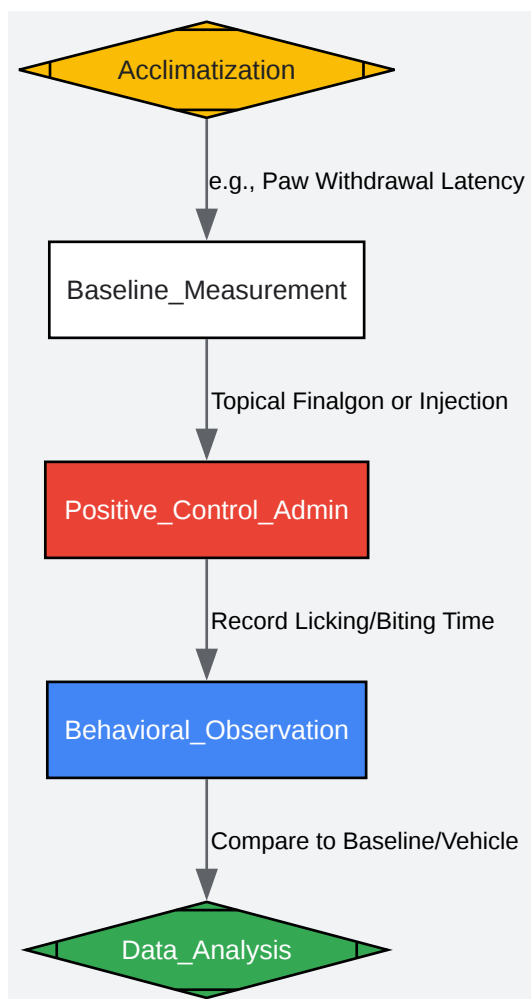 Acclimatization
e.g., Paw Withdrawal Latency
Baseline_Measurement
Topical Finalgon or Injection
Positive_Control_Admin
Record Licking/Biting Time
Behavioral_Observation
Compare to Baseline/Vehicle
Data_Analysis